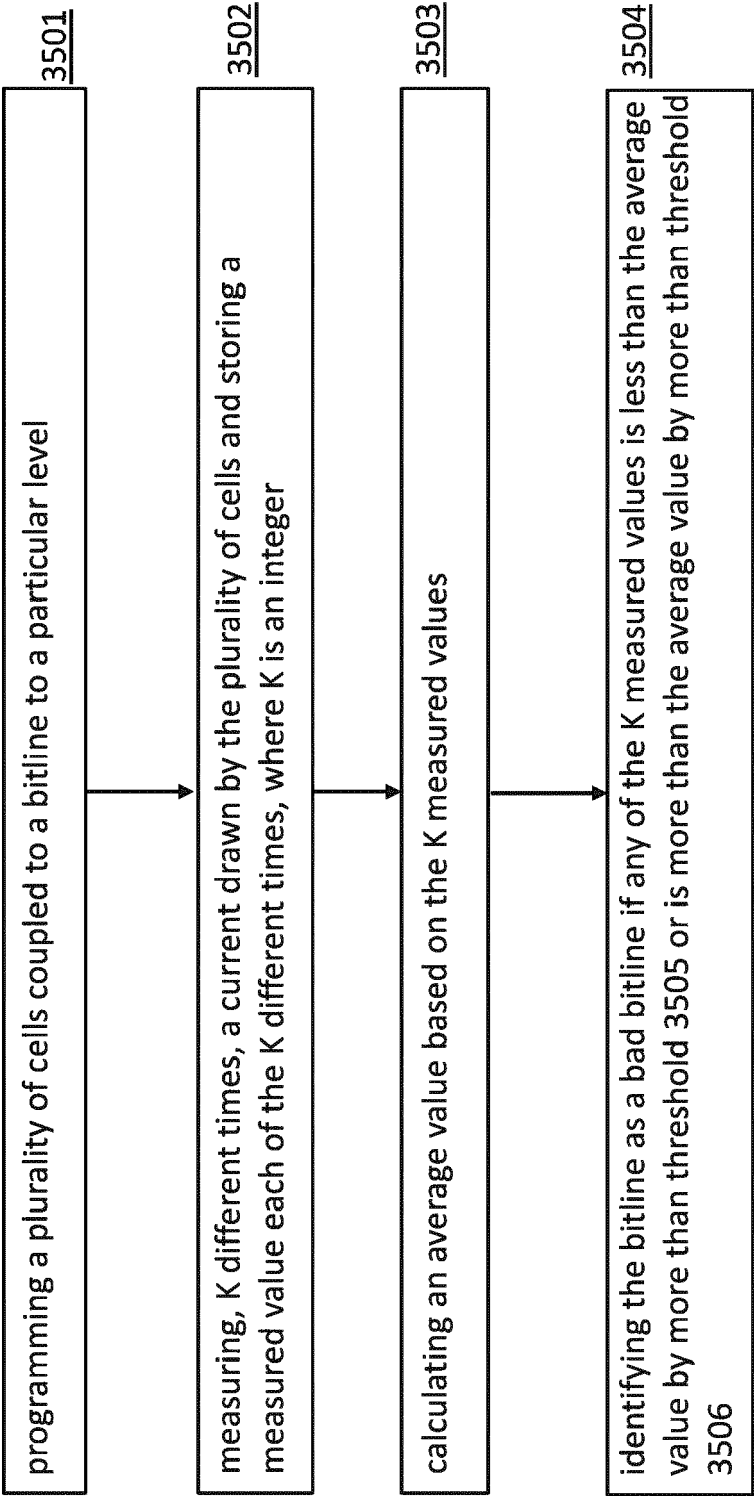 programming a plurality of cells coupled to a bitline to a particular level
3501
measuring, K different times, a current drawn by the plurality of cells and storing a
measured value each of the K different times, where K is an integer
3502
calculating an average value based on the K measured values
3503
identifying the bitline as a bad bitline if any of the K measured values is less than the average
value by more than threshold 3505 or is more than the average value by more than threshold
3506
3504